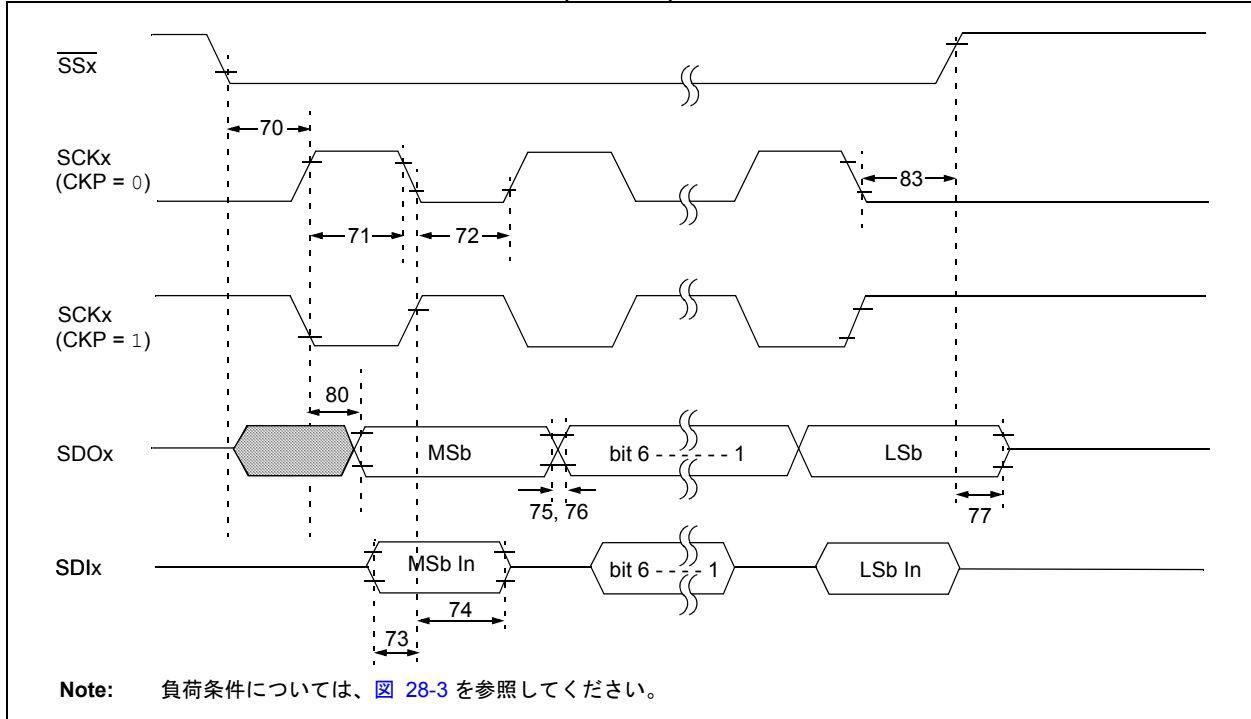 SSx
70
SCKx
(CKP = 0)
83
71
72
SCKx
(CKP = 1)
80
SDOx
MSb
bit 6 - - - - - - 1
LSb
75, 76
77
SDIx
MSb In
bit 6 - - - - 1
LSb In
74
73
Note: 負荷条件については、図 28-3 を参照してください。